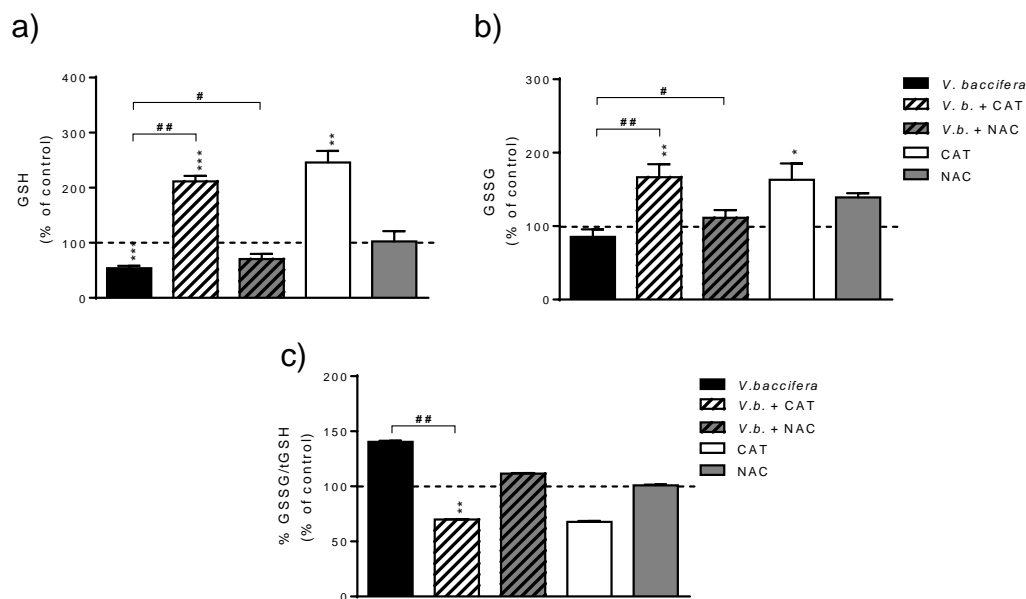 a)
GSH
(% of control)
400
300
200
100
0
#
##
***
***
**
b)
GSSG
(% of control)
300
200
100
0
#
##
**
*
V. baccifera
V. b. + CAT
V.b. + NAC
CAT
NAC
c)
% GSSG/tGSH
(% of control)
200
150
100
50
0
##
**
V.baccifera
V.b. + CAT
V.b. + NAC
CAT
NAC